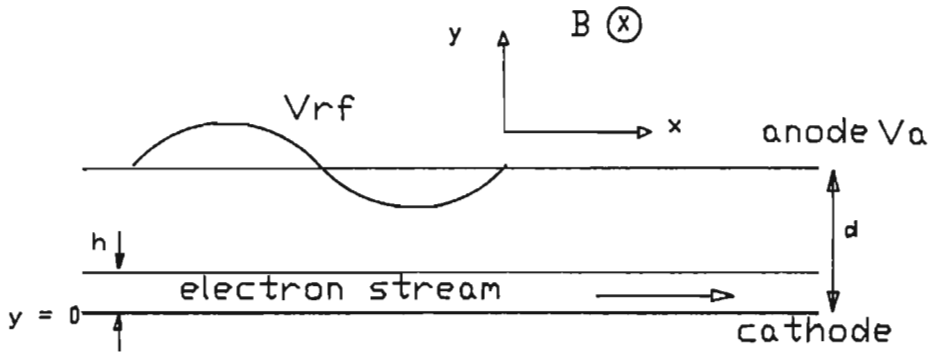 B ⓧ
y
Vrf
x
anode Va
h
d
electron stream
y = 0
cathode